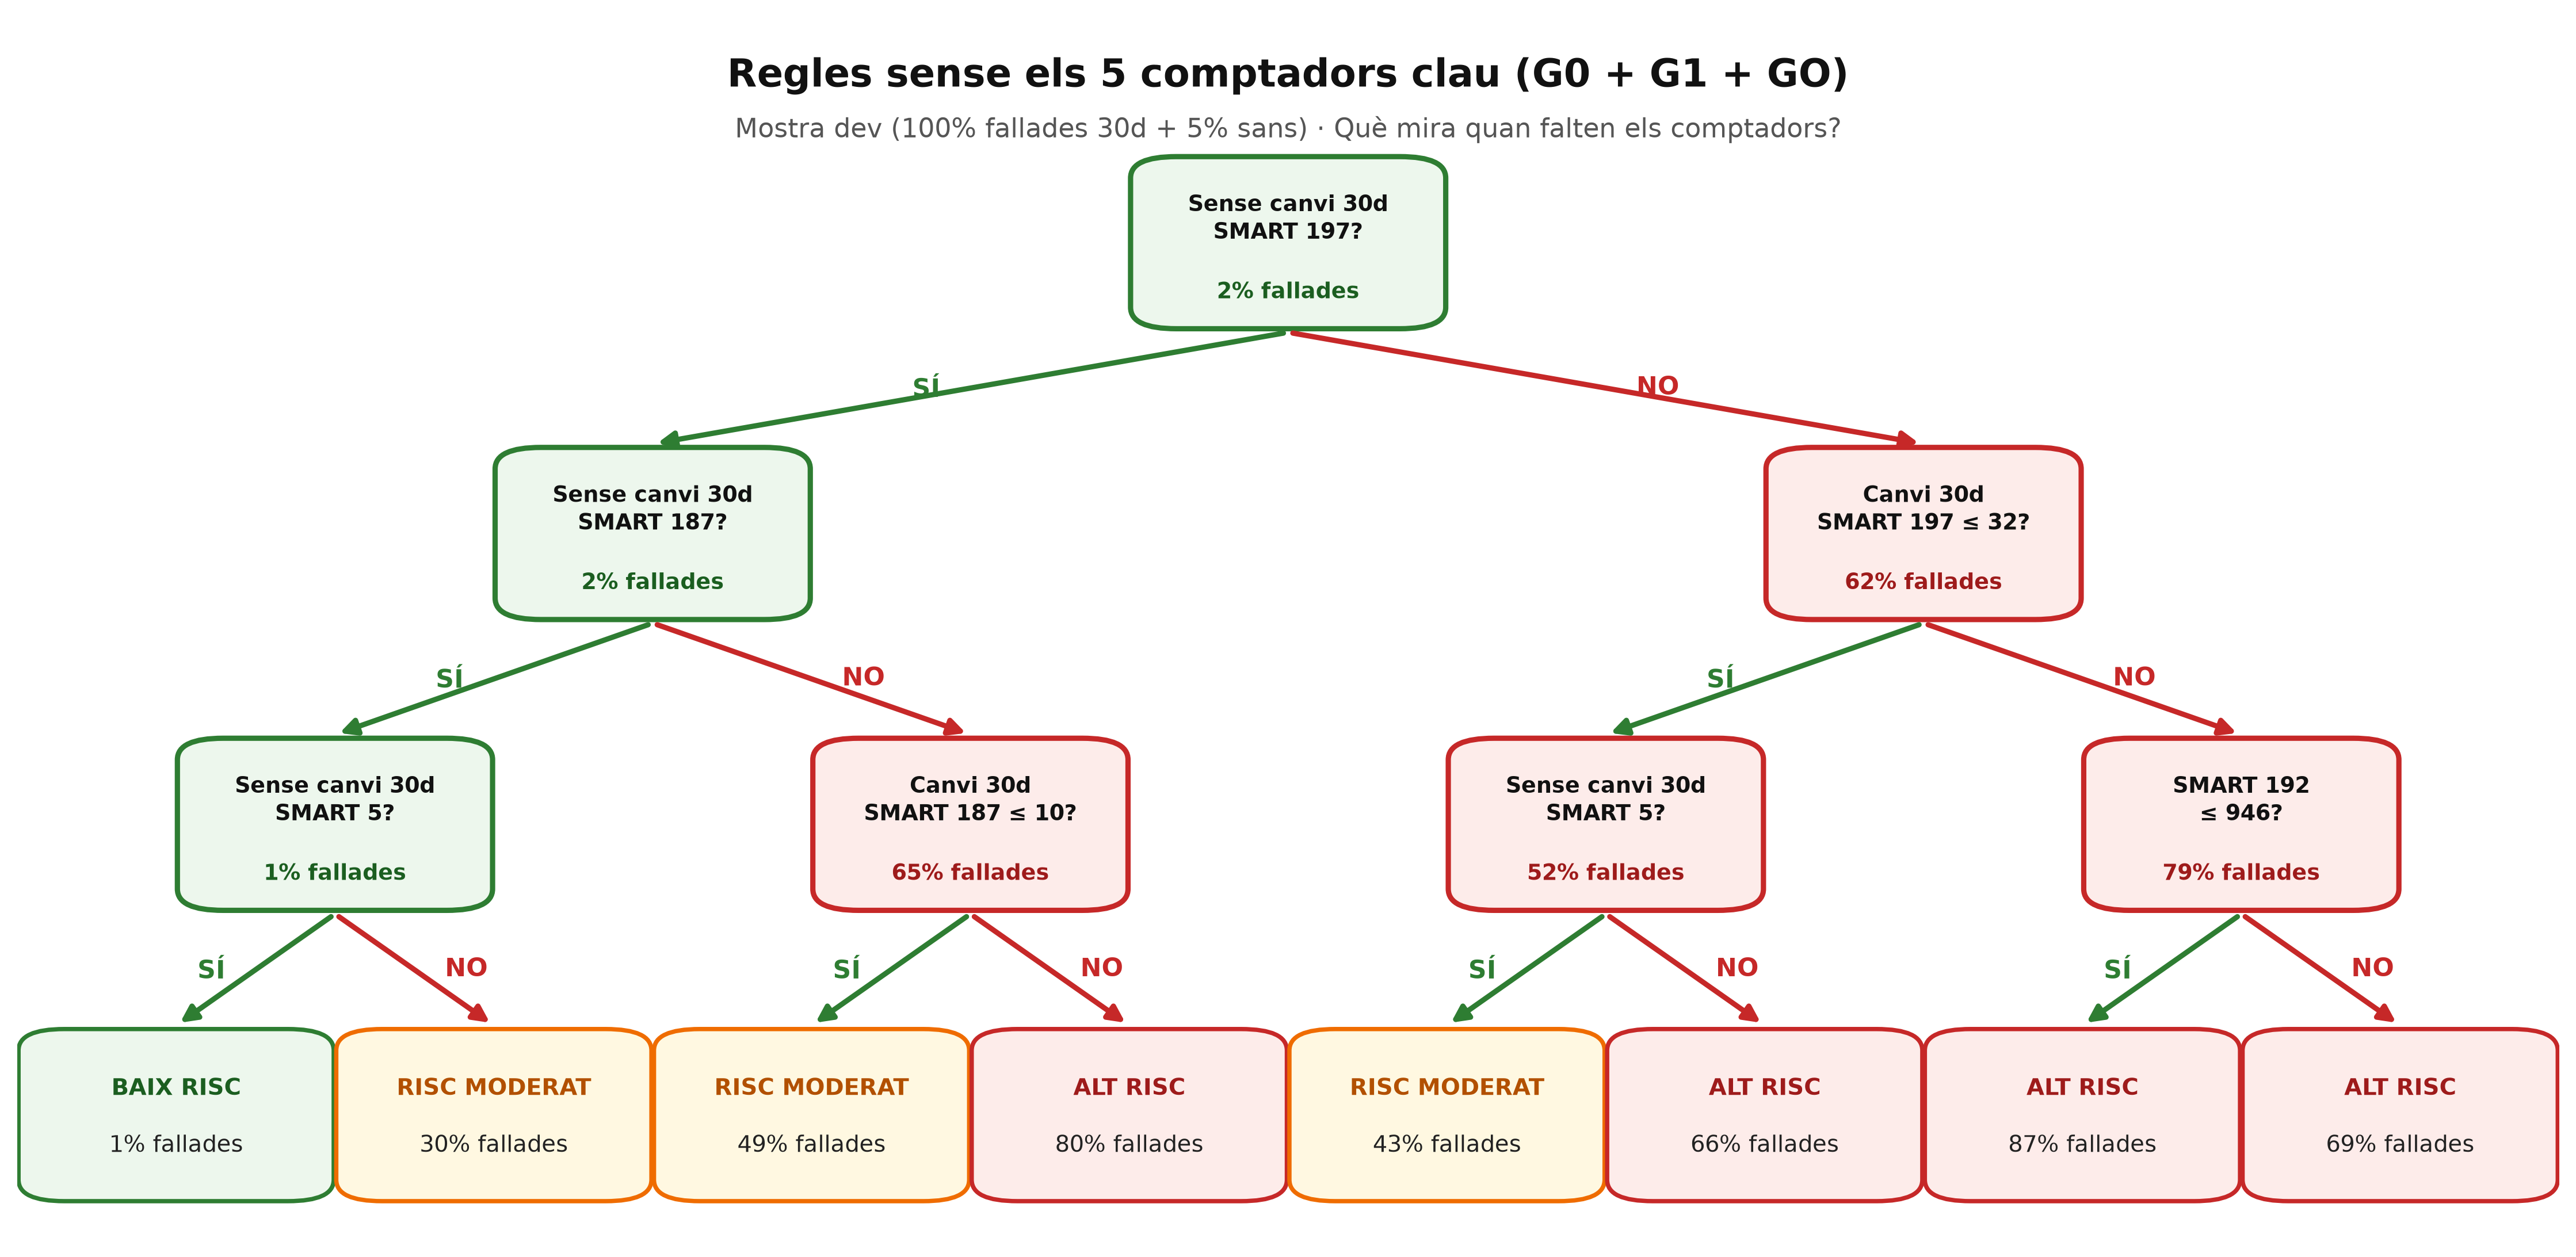 Regles sense els 5 comptadors clau (G0 + G1 + GO)
Mostra dev (100% fallades 30d + 5% sans) · Què mira quan falten els comptadors?
Sense canvi 30d
SMART 197?
2% fallades
SÍ
NO
Sense canvi 30d
SMART 187?
2% fallades
Canvi 30d
SMART 197 ≤ 32?
62% fallades
SÍ
NO
SÍ
NO
Sense canvi 30d
SMART 5?
1% fallades
Canvi 30d
SMART 187 ≤ 10?
65% fallades
Sense canvi 30d
SMART 5?
52% fallades
SMART 192
≤ 946?
79% fallades
SÍ
NO
SÍ
NO
SÍ
NO
SÍ
NO
BAIX RISC
1% fallades
RISC MODERAT
30% fallades
RISC MODERAT
49% fallades
ALT RISC
80% fallades
RISC MODERAT
43% fallades
ALT RISC
66% fallades
ALT RISC
87% fallades
ALT RISC
69% fallades